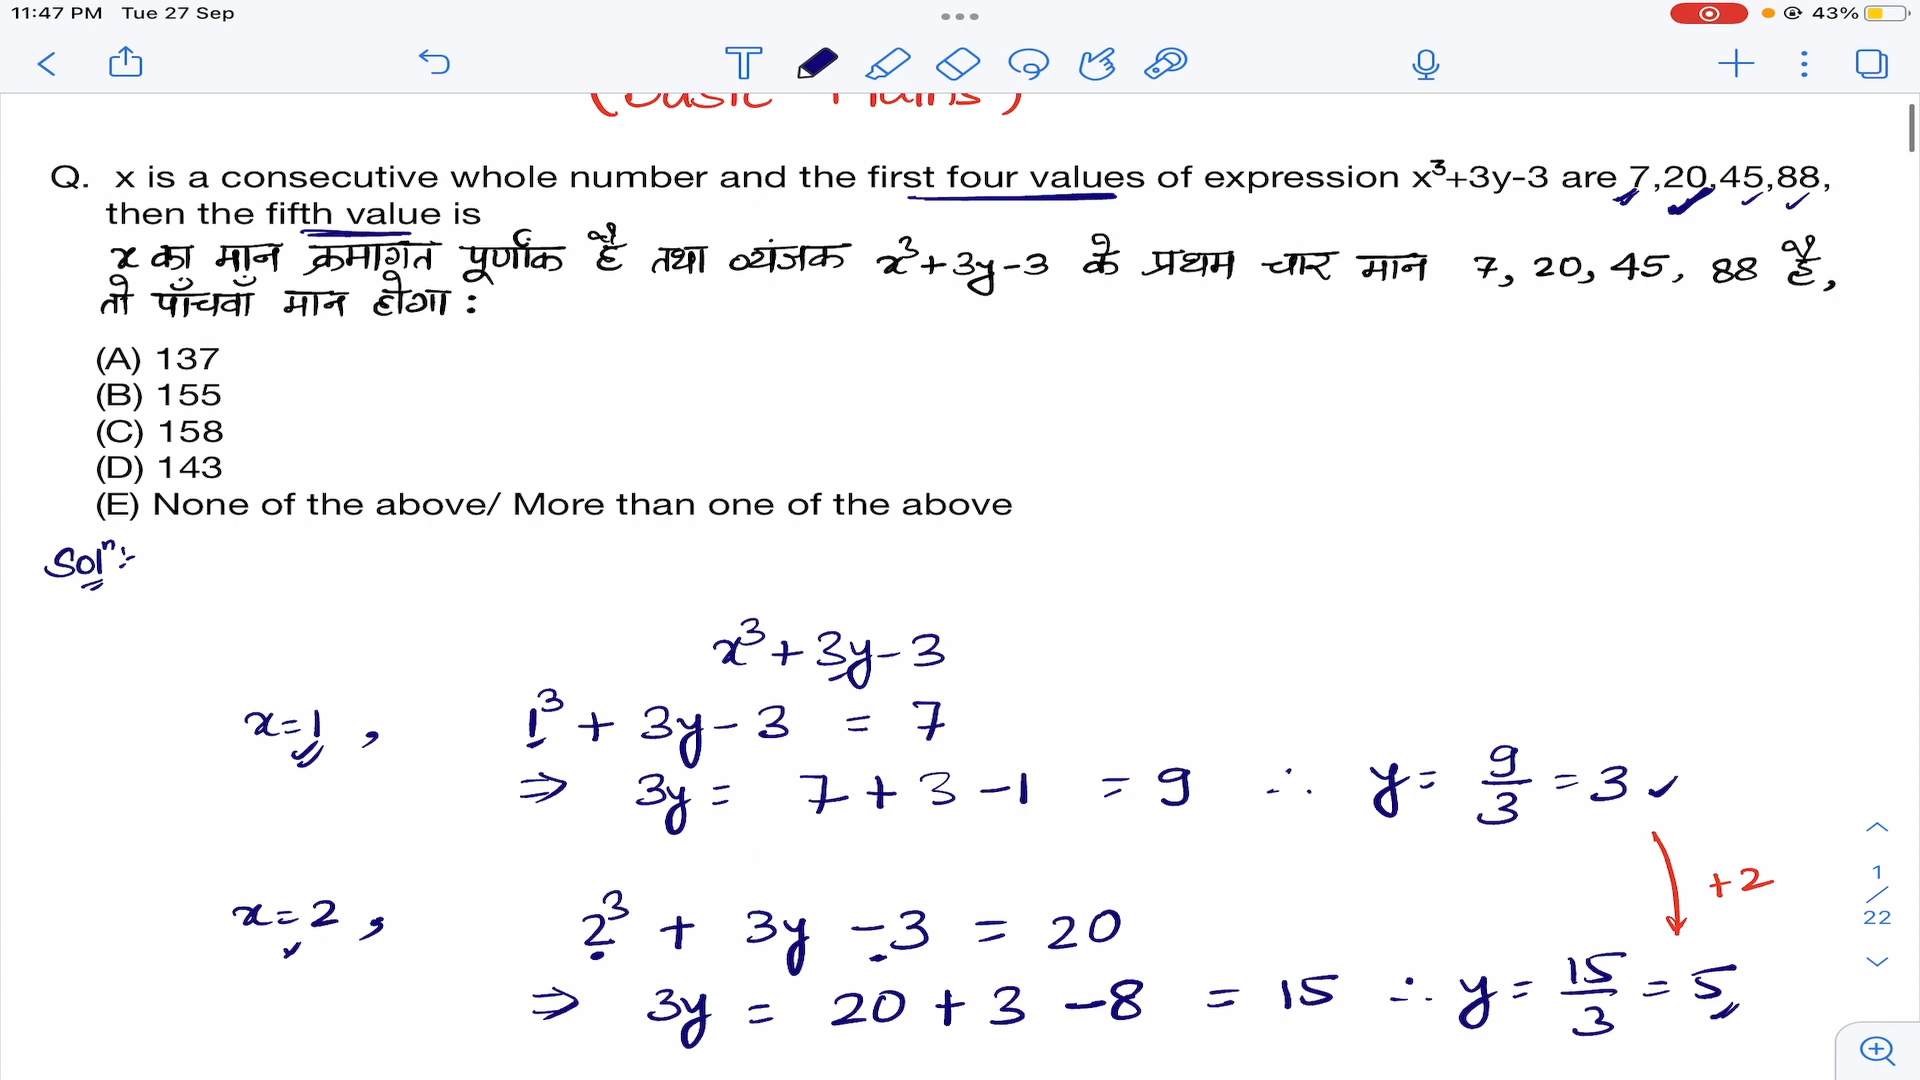 11:47 PM Tue 27 Sep
43%
Q. x is a consecutive whole number and the first four values of expression x³+3y-3 are 7,20,45,88,
then the fifth value is
x का मान क्रमागत पूर्णांक है तथा व्यंजक x³+3y-3 के प्रथम चार मान 7, 20, 45, 88 है,
तो पाँचवाँ मान होगा :
(A) 137
(B) 155
(C) 158
(D) 143
(E) None of the above/ More than one of the above
Solⁿ:-
x³+3y-3
x=1, 1³ + 3y - 3 = 7
⇒ 3y = 7+3-1 = 9 ∴ y = 9/3 = 3
+2
x=2, 2³ + 3y - 3 = 20
⇒ 3y = 20 + 3 - 8 = 15 ∴ y = 15/3 = 5
1
/
22